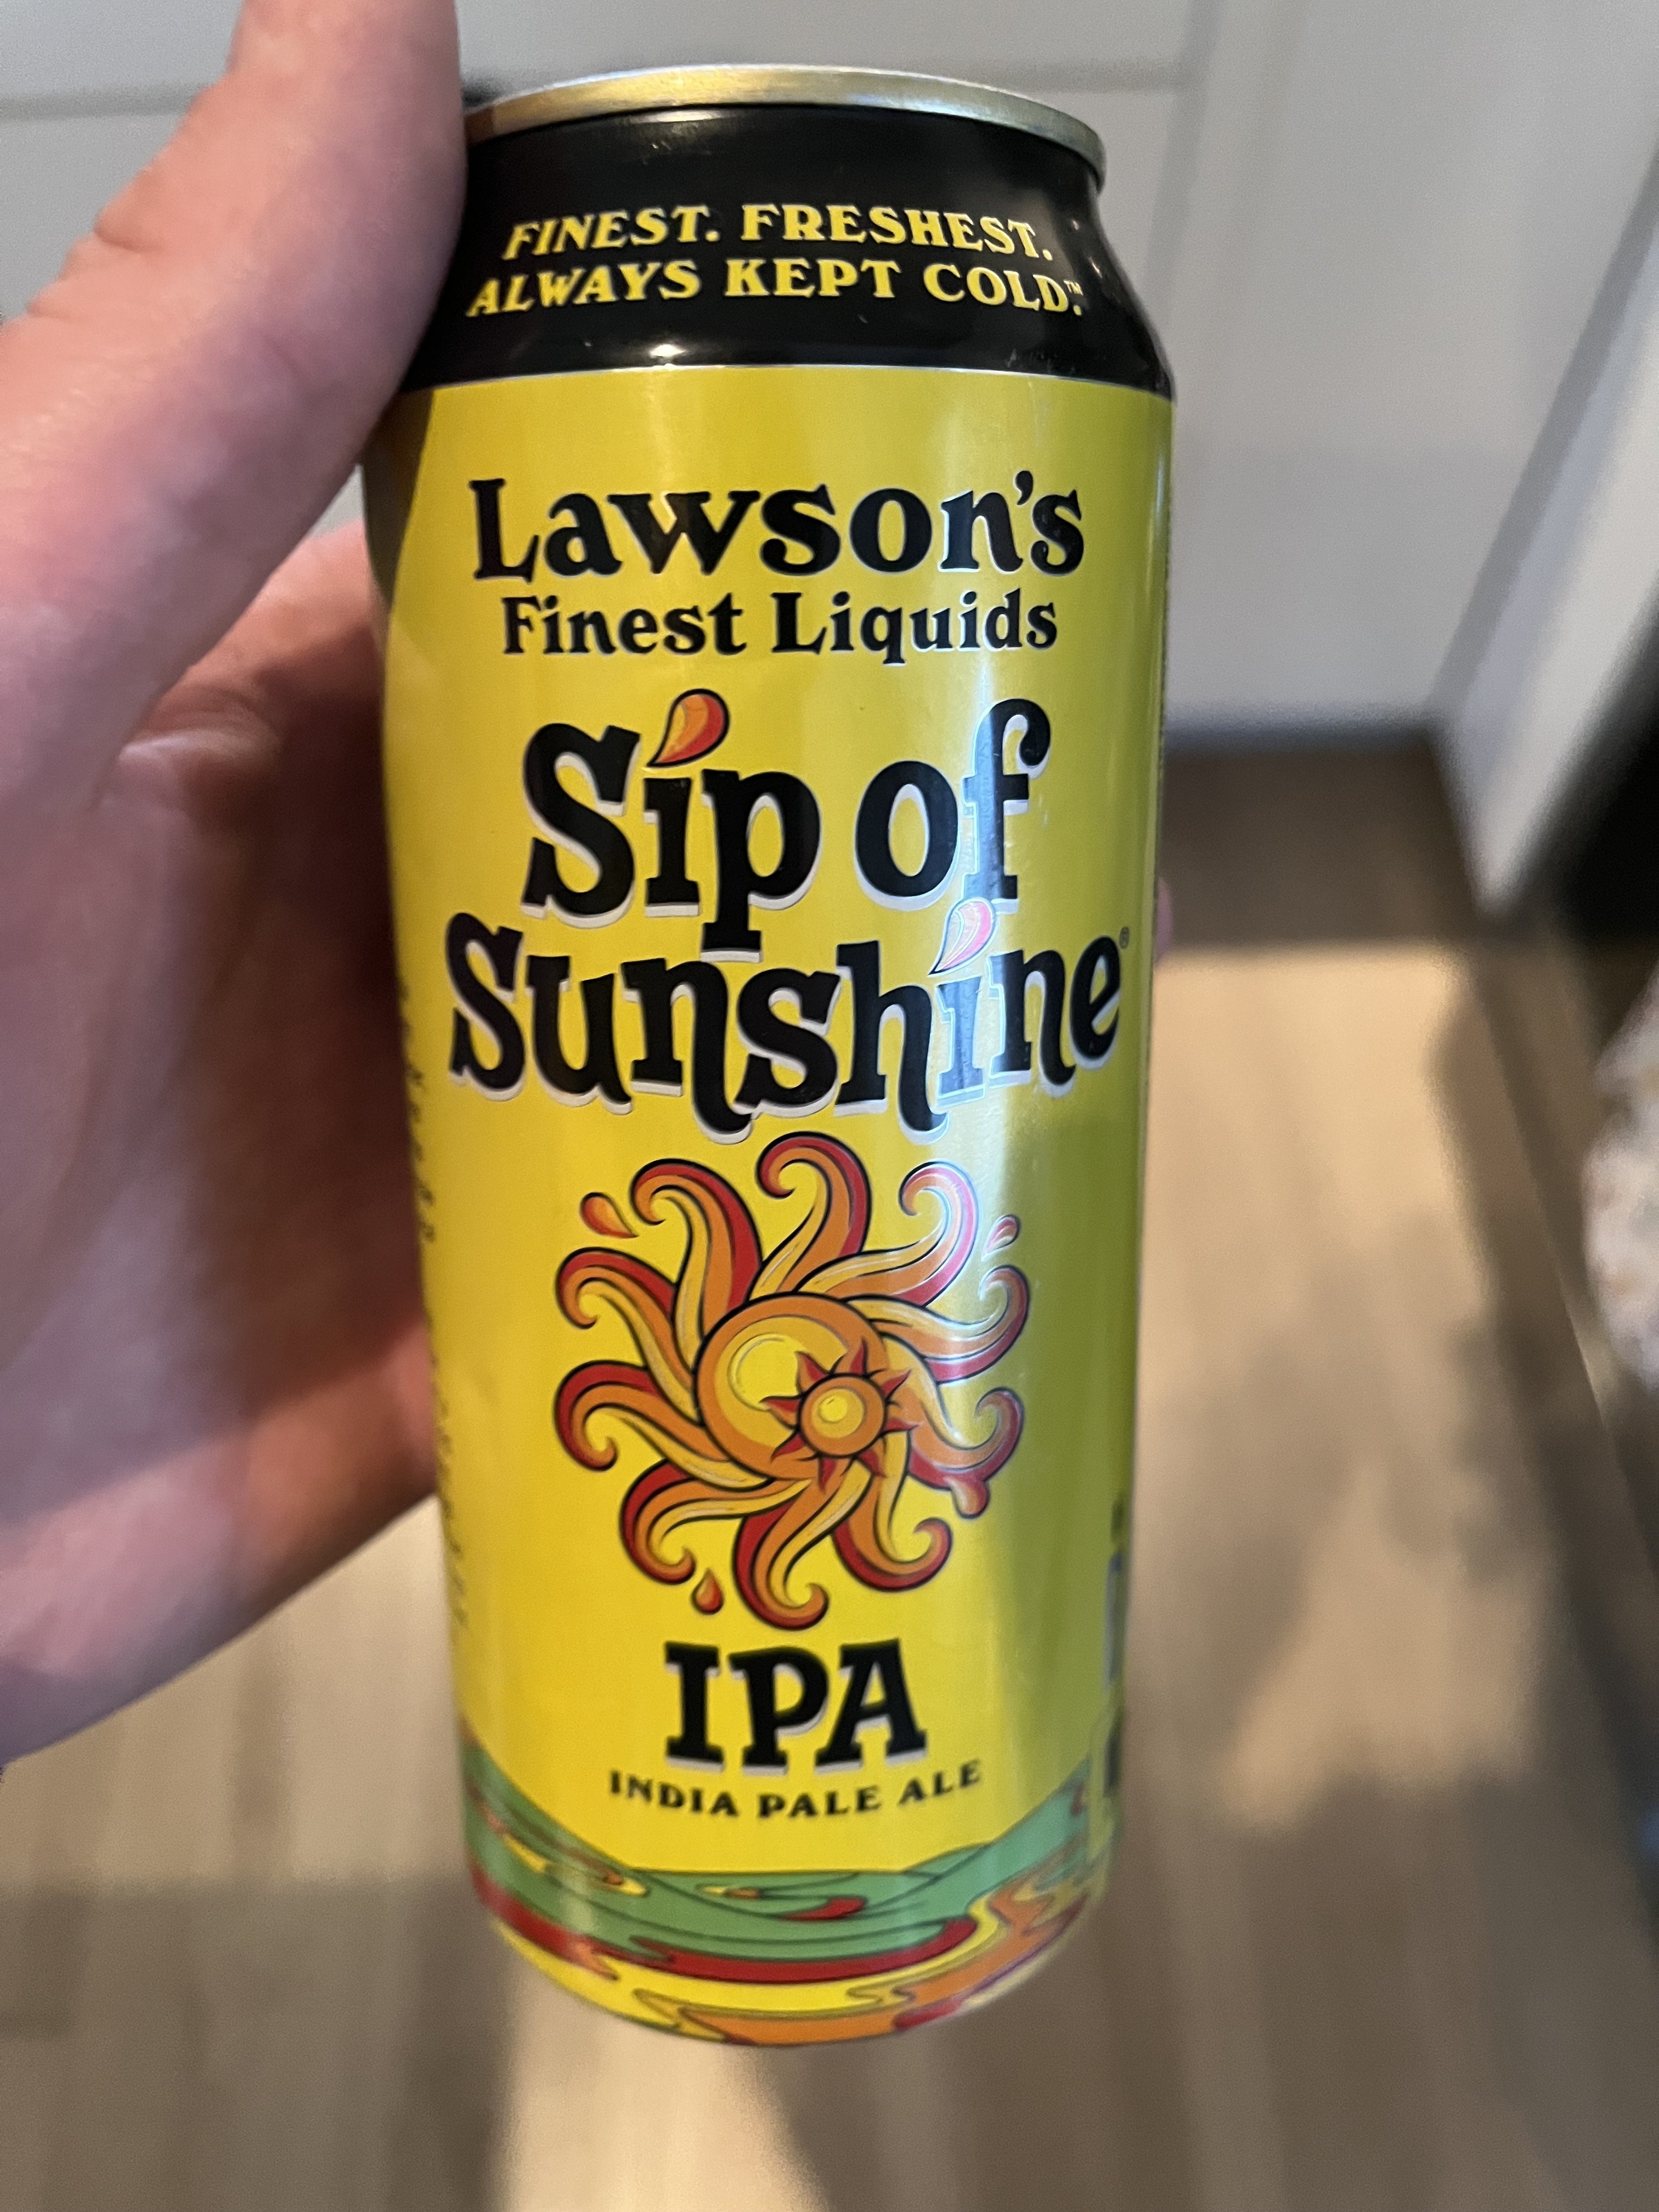 FINEST. FRESHEST.
ALWAYS KEPT COLD.™
Lawson's
Finest Liquids
Sip of
Sunshine®
IPA
INDIA PALE ALE